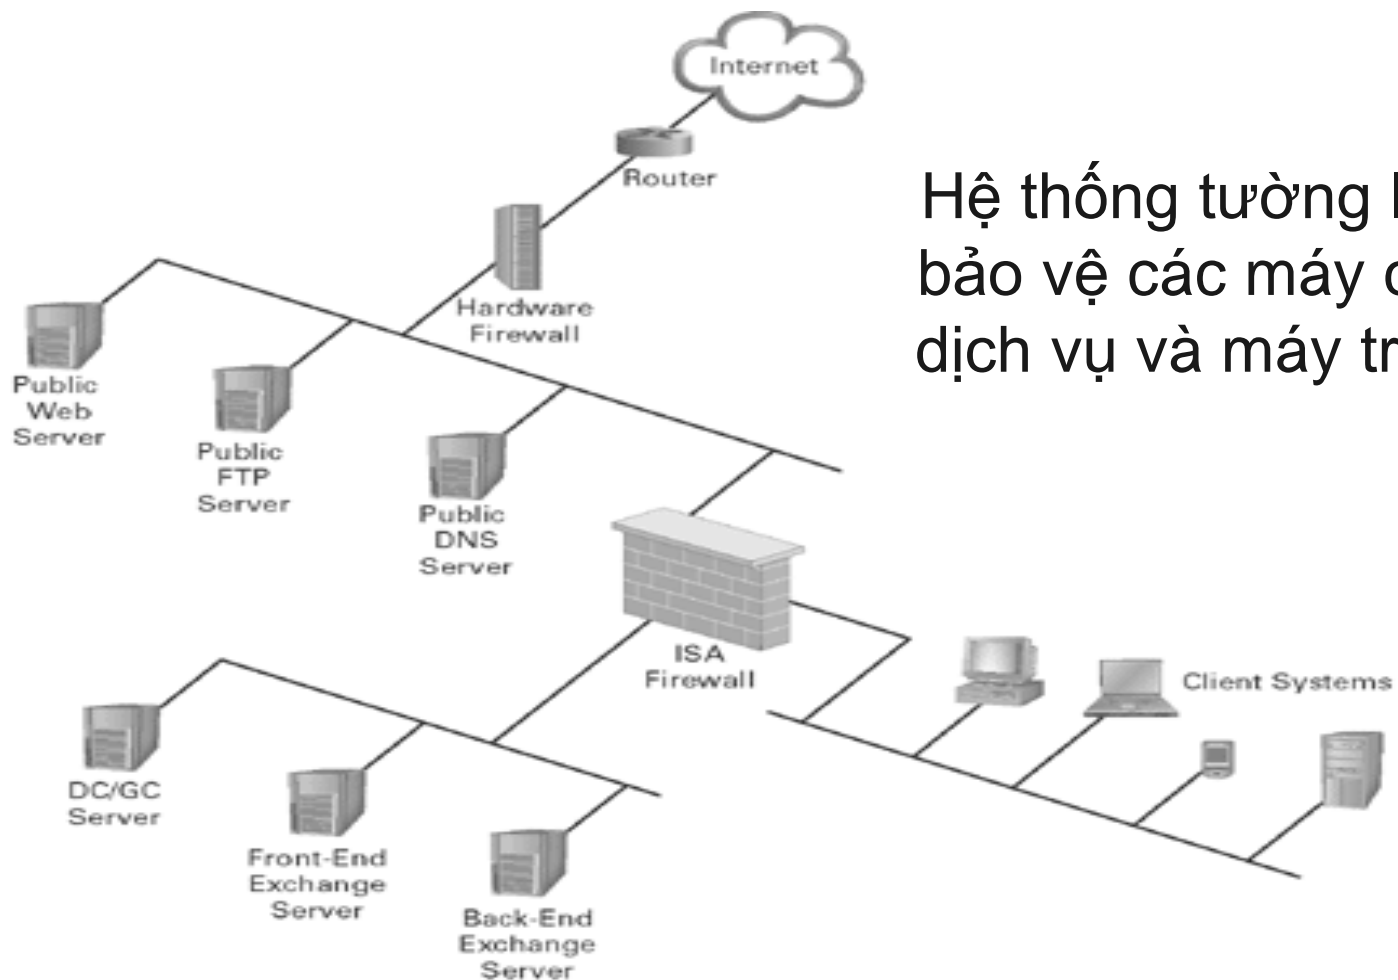 Internet
Router
Hệ thống tường
bảo vệ các máy
dịch vụ và máy
Hardware
Firewall
Public
Web
Server
Public
FTP
Server
Public
DNS
Server
ISA
Firewall
Client Systems
DC/GC
Server
Front-End
Exchange
Server
Back-End
Exchange
Server